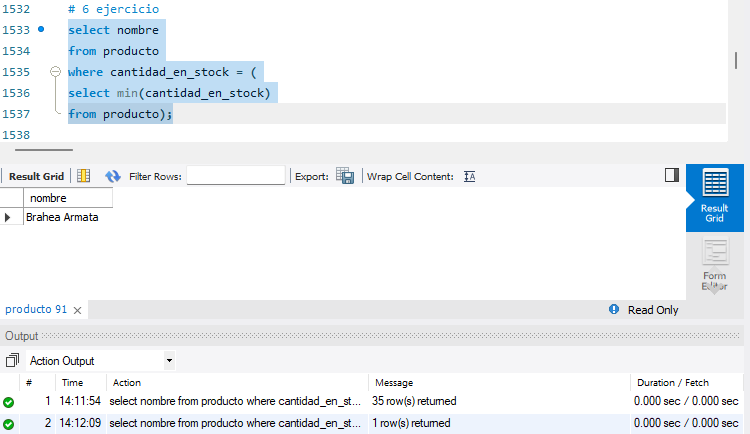 1532 # 6 ejercicio
1533 select nombre
1534 from producto
1535 where cantidad_en_stock = (
1536 select min(cantidad_en_stock)
1537 from producto);
1538
Result Grid Filter Rows: Export: Wrap Cell Content:
Result Grid
Form Editor
nombre
Brahea Armata
producto 91 Read Only
Output
Action Output
# Time Action Message Duration / Fetch
1 14:11:54 select nombre from producto where cantidad_en_st... 35 row(s) returned 0.000 sec / 0.000 sec
2 14:12:09 select nombre from producto where cantidad_en_st... 1 row(s) returned 0.000 sec / 0.000 sec